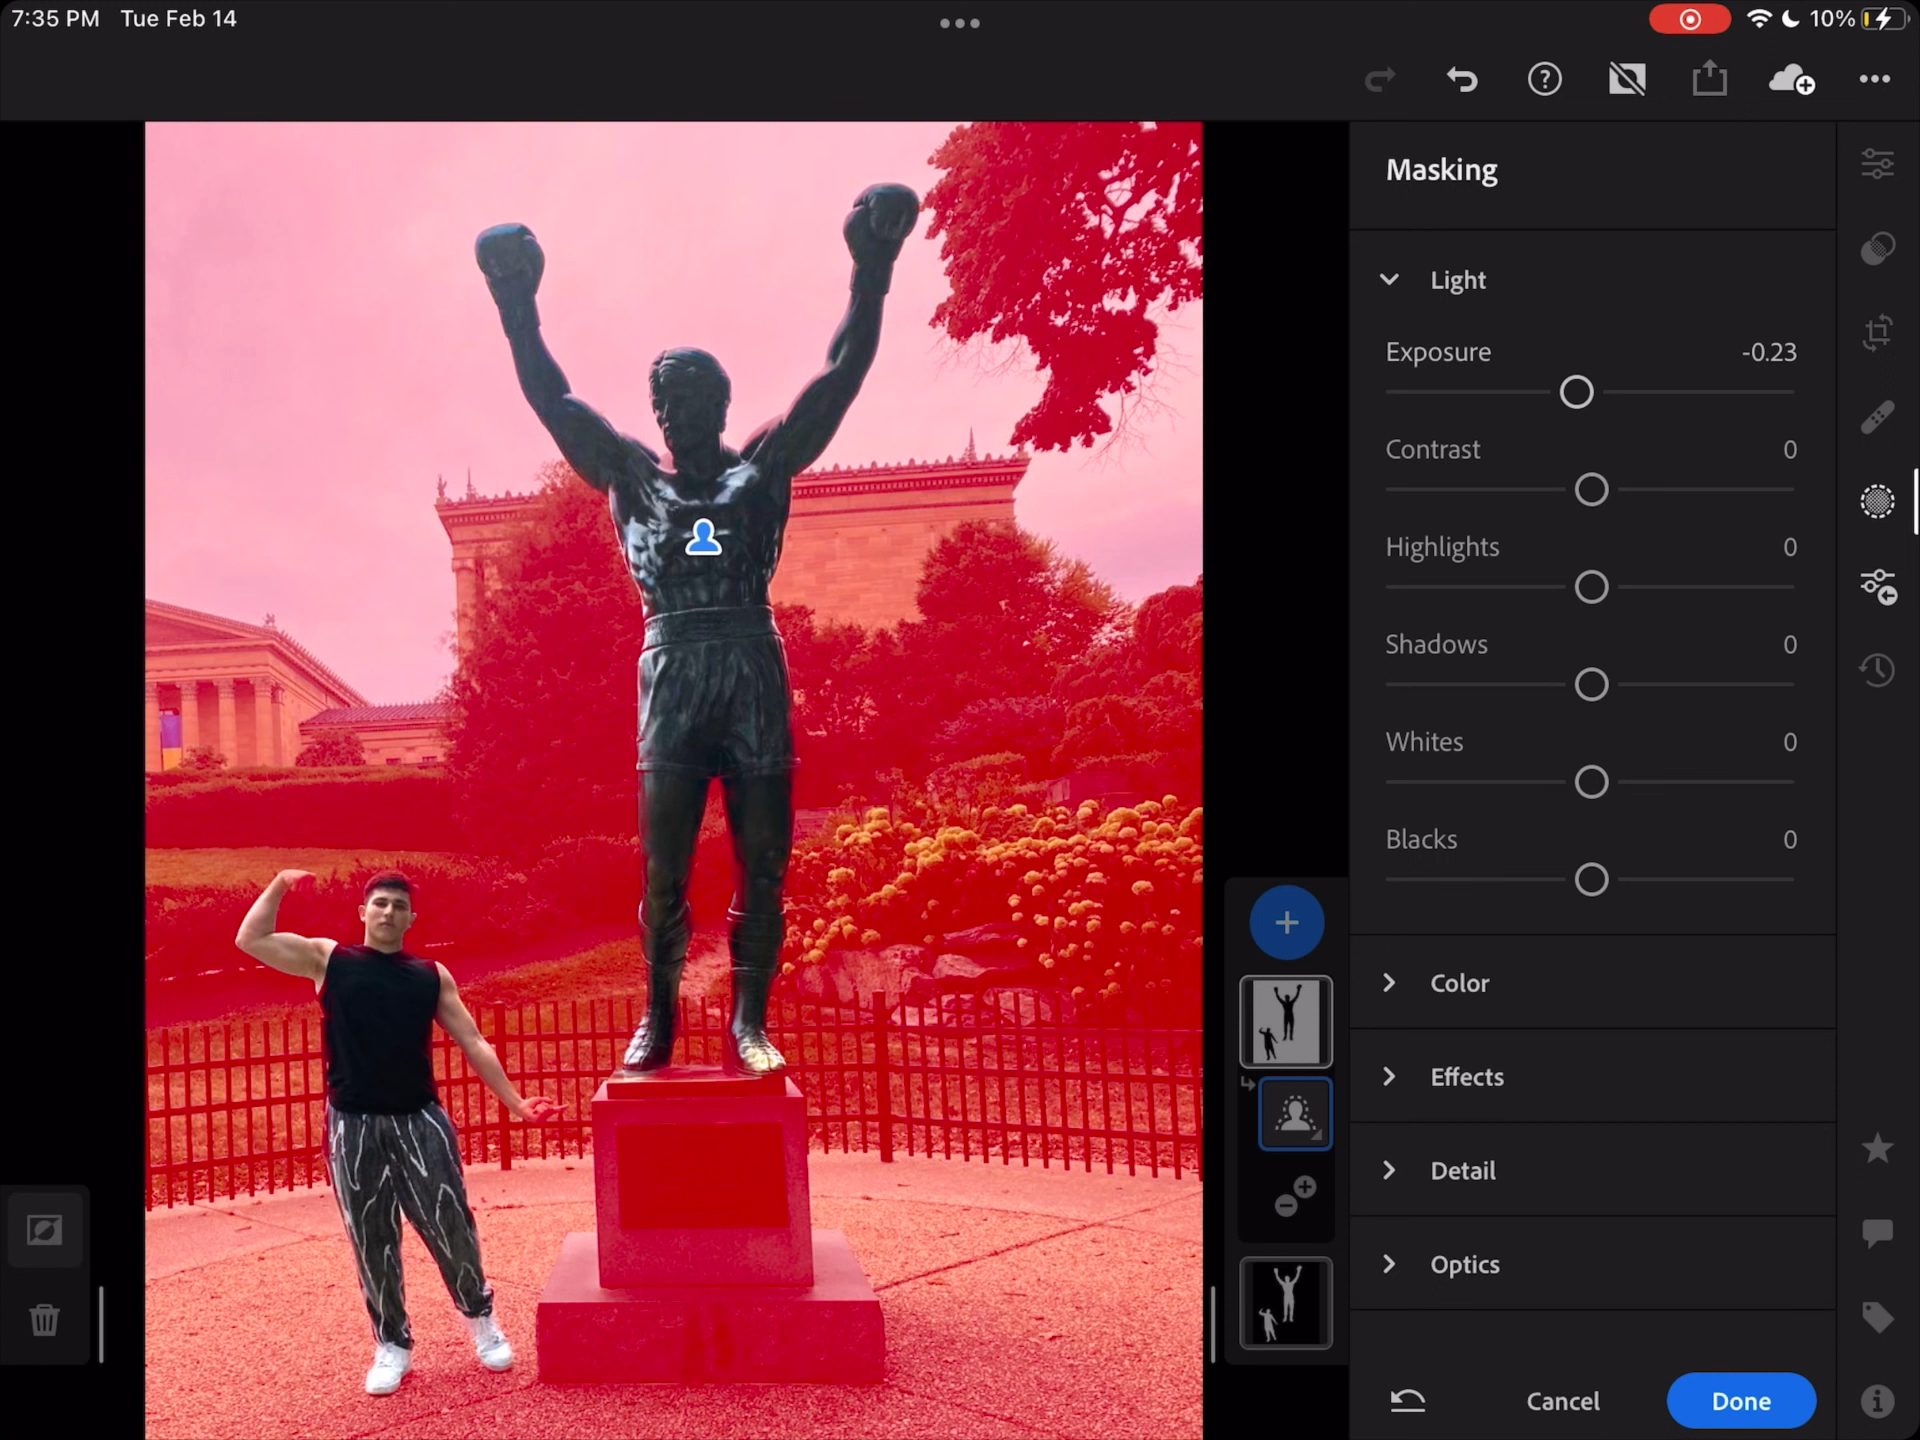 7:35 PM Tue Feb 14
10%
Masking
Light
Exposure -0.23
Contrast 0
Highlights 0
Shadows 0
Whites 0
Blacks 0
Color
Effects
Detail
Optics
Cancel
Done